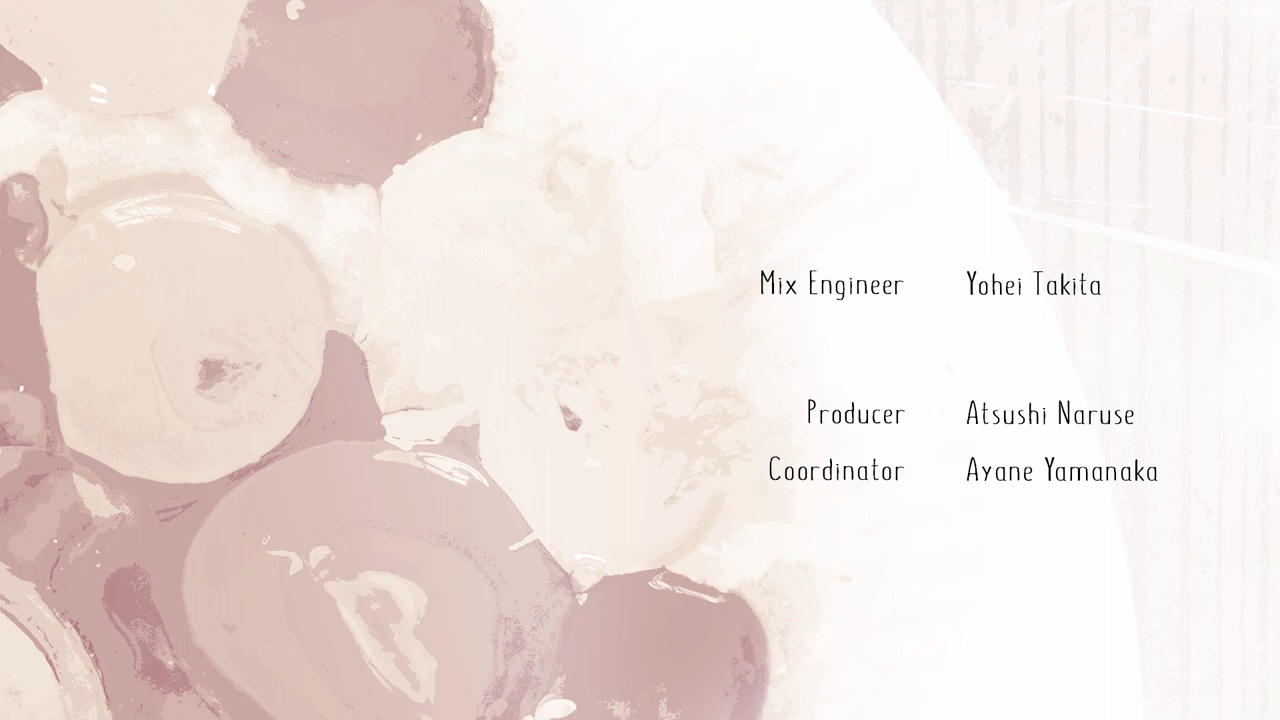 Mix Engineer Yohei Takita
Producer Atsushi Naruse
Coordinator Ayane Yamanaka